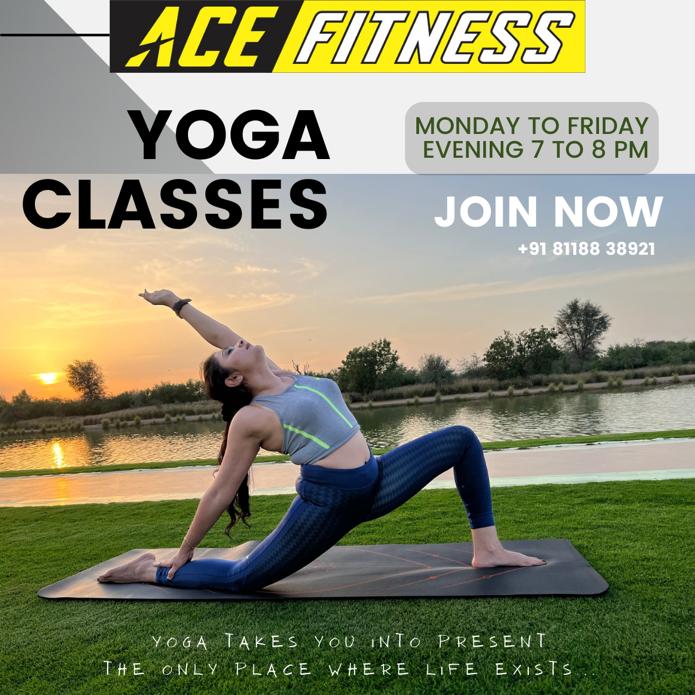 ACE FITNESS
YOGA
CLASSES
MONDAY TO FRIDAY
EVENING 7 TO 8 PM
JOIN NOW
+91 81188 38921
YOGA TAKES YOU INTO PRESENT
THE ONLY PLACE WHERE LIFE EXISTS...